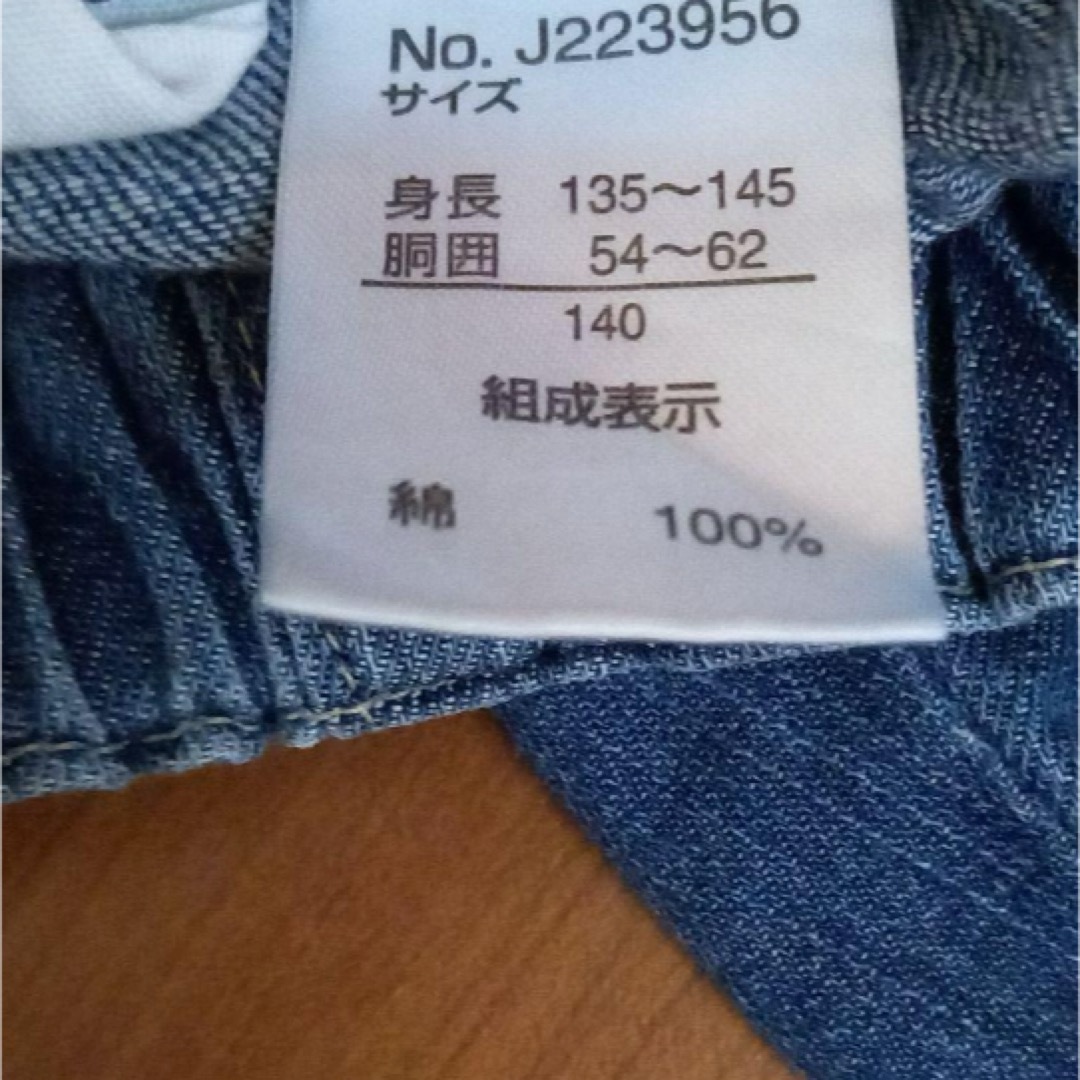 No. J223956
サイズ
身長 135〜145
胴囲 54〜62
140
組成表示
綿 100%